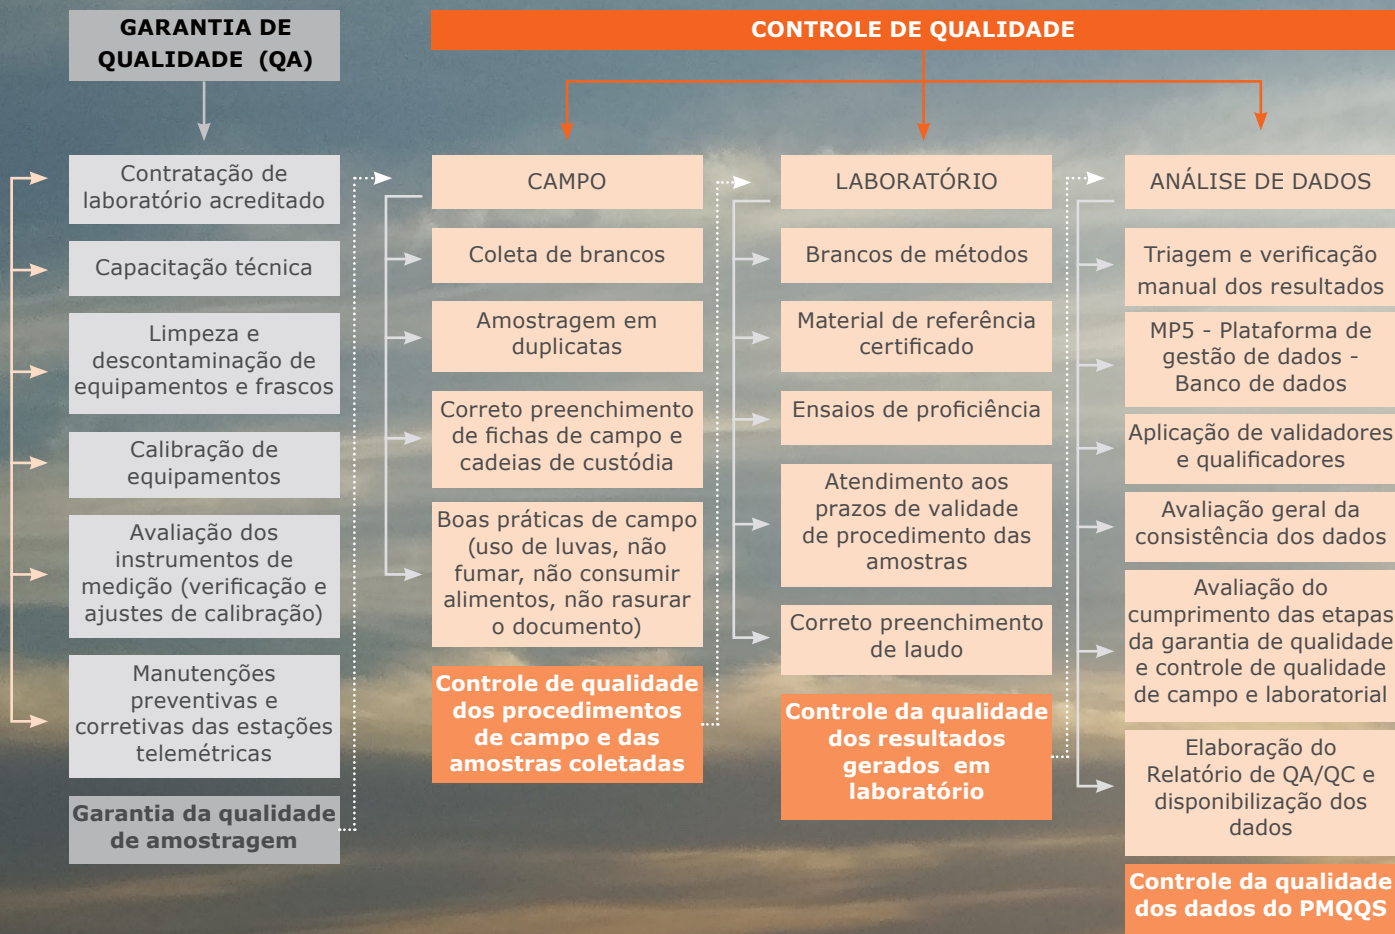 GARANTIA DE
QUALIDADE (QA)
Contratação de
laboratório acreditado
Capacitação técnica
Limpeza e
descontaminação de
equipamentos e frascos
Calibração de
equipamentos
Avaliação dos
instrumentos de
medição (verificação e
ajustes de calibração)
Manutenções
preventivas e
corretivas das estações
telemétricas
Garantia da qualidade
de amostragem
CONTROLE DE QUALIDADE
CAMPO
Coleta de brancos
Amostragem em
duplicatas
Correto preenchimento
de fichas de campo e
cadeias de custódia
Boas práticas de campo
(uso de luvas, não
fumar, não consumir
alimentos, não rasurar
o documento)
Controle de qualidade
dos procedimentos
de campo e das
amostras coletadas
LABORATÓRIO
Brancos de métodos
Material de referência
certificado
Ensaios de proficiência
Atendimento aos
prazos de validade
de procedimento das
amostras
Correto preenchimento
de laudo
Controle da qualidade
dos resultados
gerados em
laboratório
ANÁLISE DE DADOS
Triagem e verificação
manual dos resultados
MP5 - Plataforma de
gestão de dados -
Banco de dados
Aplicação de validadores
e qualificadores
Avaliação geral da
consistência dos dados
Avaliação do
cumprimento das etapas
da garantia de qualidade
e controle de qualidade
de campo e laboratorial
Elaboração do
Relatório de QA/QC e
disponibilização dos
dados
Controle da qualidade
dos dados do PMQQS